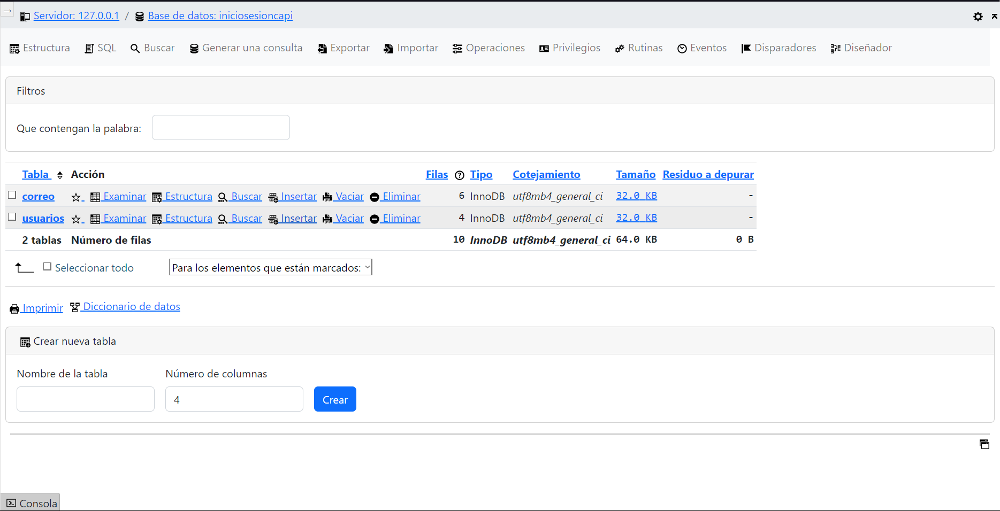 Servidor: 127.0.0.1 / Base de datos: iniciosesioncapi
Estructura SQL Buscar Generar una consulta Exportar Importar Operaciones Privilegios Rutinas Eventos Disparadores Diseñador
Filtros
Que contengan la palabra:
Tabla Acción Filas Tipo Cotejamiento Tamaño Residuo a depurar
correo Examinar Estructura Buscar Insertar Vaciar Eliminar 6 InnoDB utf8mb4_general_ci 32.0 KB -
usuarios Examinar Estructura Buscar Insertar Vaciar Eliminar 4 InnoDB utf8mb4_general_ci 32.0 KB -
2 tablas Número de filas 10 InnoDB utf8mb4_general_ci 64.0 KB 0 B
Seleccionar todo Para los elementos que están marcados:
Imprimir Diccionario de datos
Crear nueva tabla
Nombre de la tabla Número de columnas
4 Crear
Consola